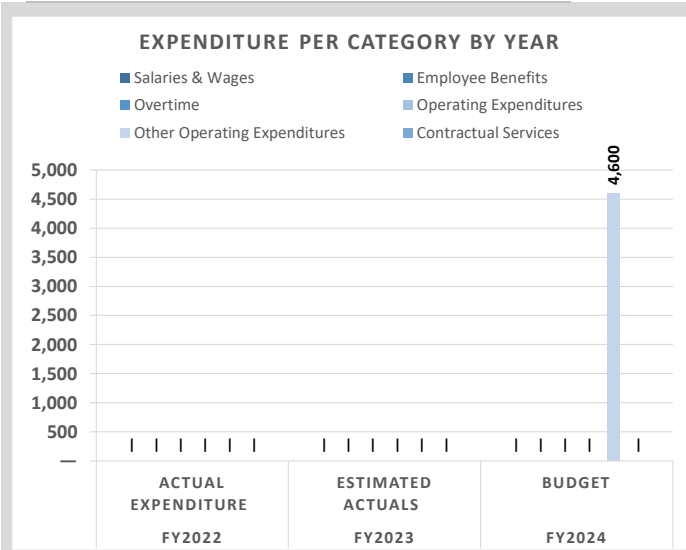 EXPENDITURE PER CATEGORY BY YEAR
Salaries & Wages Employee Benefits
Overtime Operating Expenditures
Other Operating Expenditures Contractual Services
4,600
5,000
4,500
4,000
3,500
3,000
2,500
2,000
1,500
1,000
500
—
— — — — — — — — — — — — — — — — —
ACTUAL EXPENDITURE ESTIMATED ACTUALS BUDGET
FY2022 FY2023 FY2024